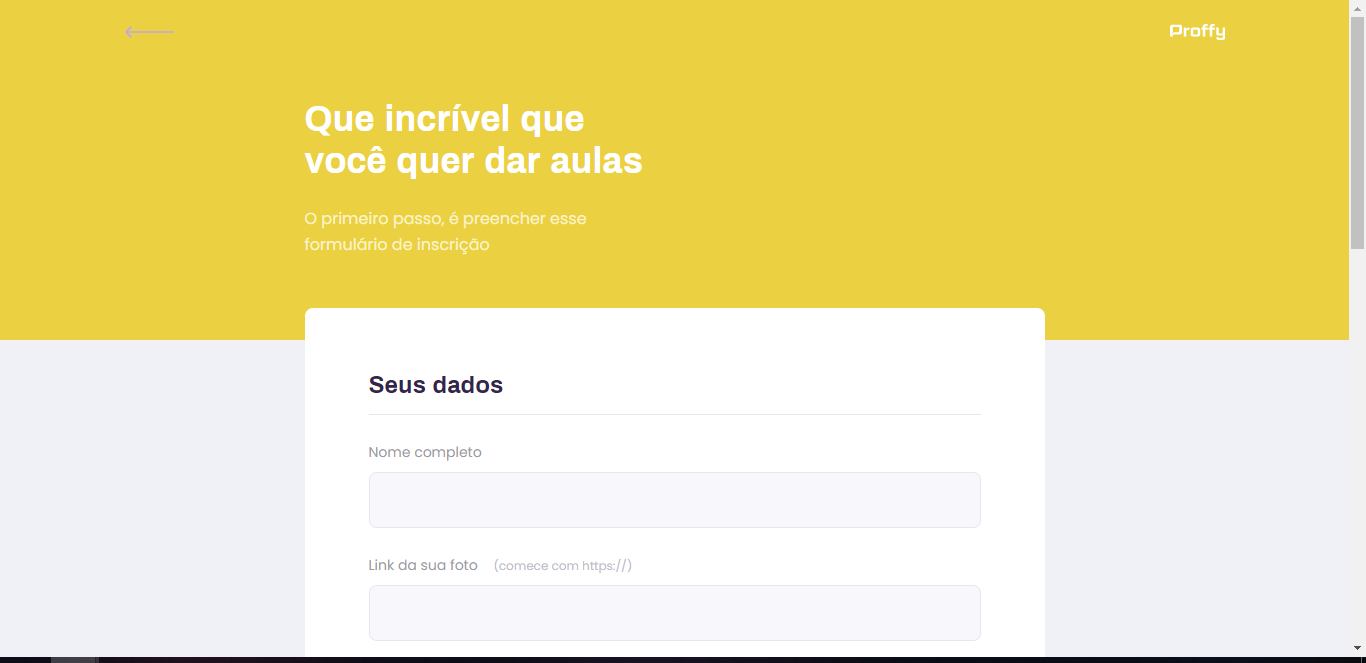 Proffy
Que incrível que
você quer dar aulas
O primeiro passo, é preencher esse
formulário de inscrição
Seus dados
Nome completo
Link da sua foto (comece com https://)